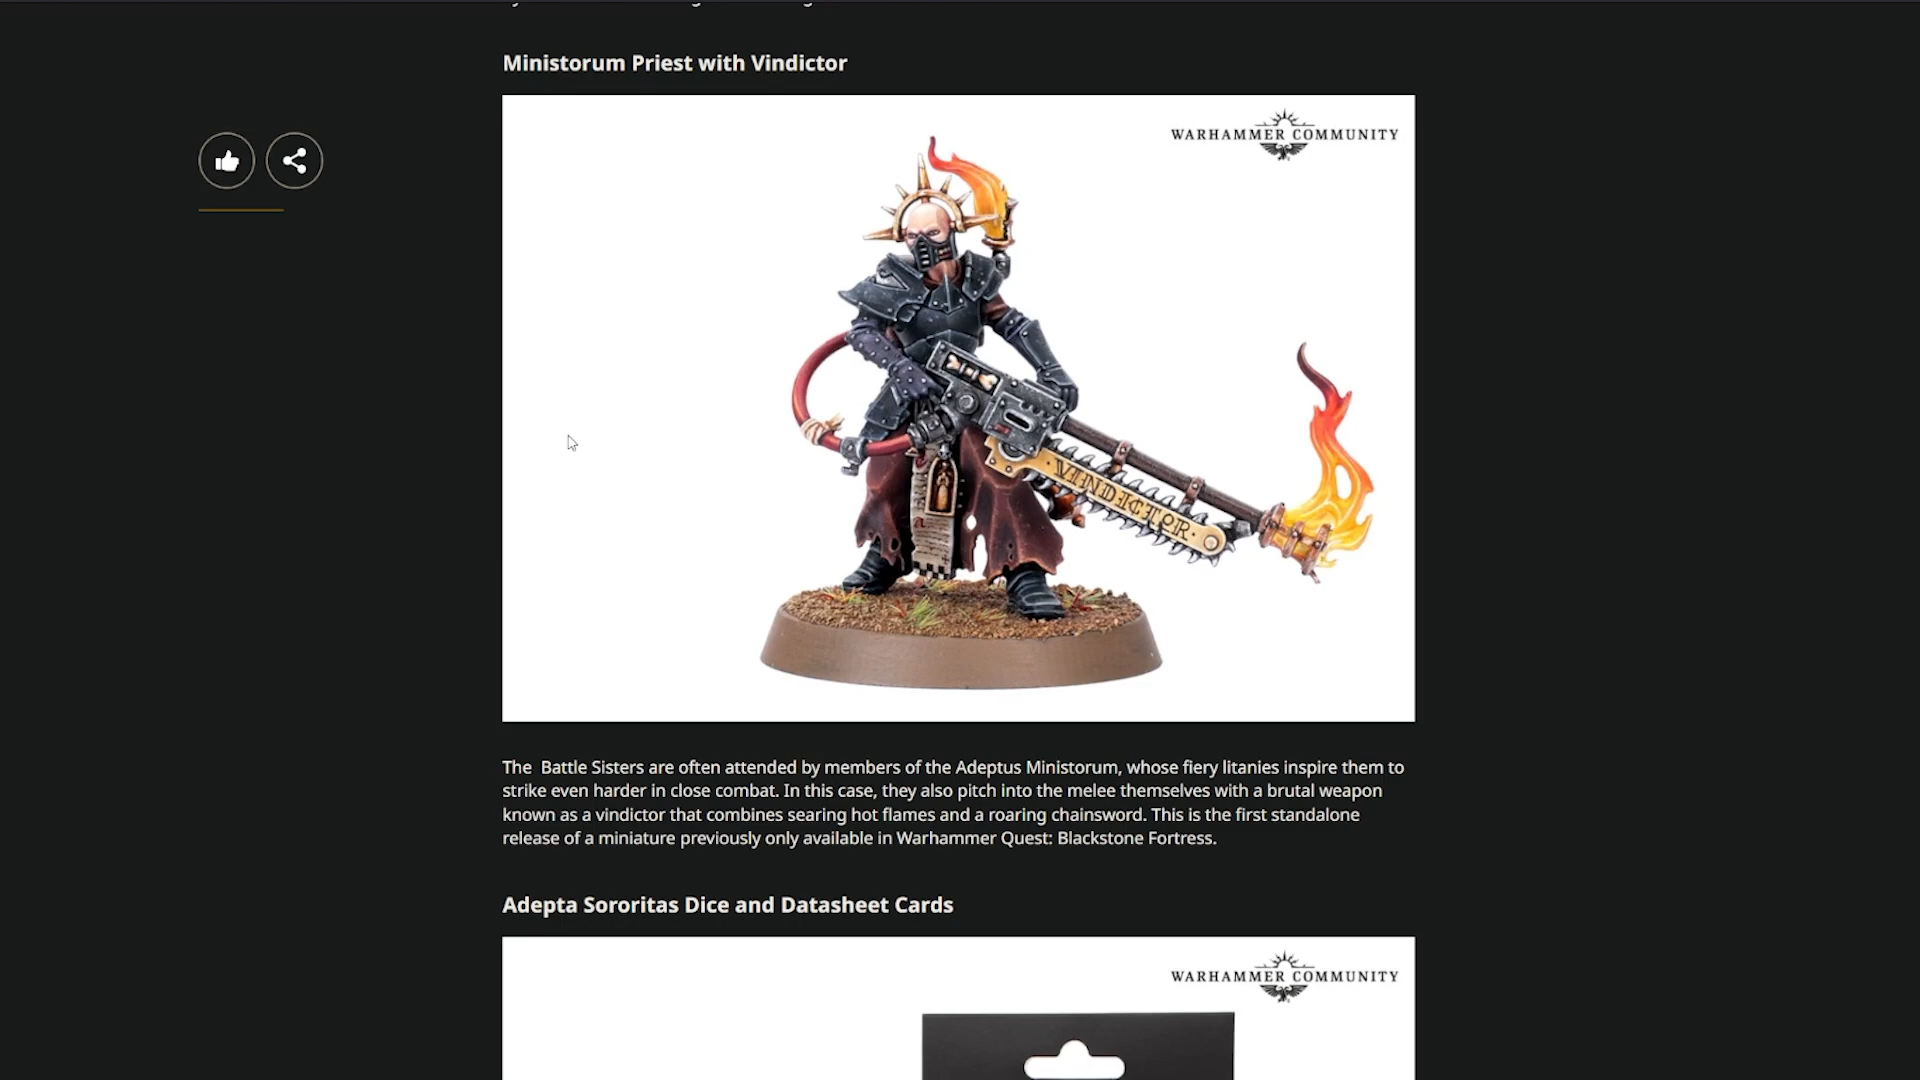 Ministorum Priest with Vindictor
WARHAMMER COMMUNITY
VINDICTOR
The Battle Sisters are often attended by members of the Adeptus Ministorum, whose fiery litanies inspire them to
strike even harder in close combat. In this case, they also pitch into the melee themselves with a brutal weapon
known as a vindictor that combines searing hot flames and a roaring chainsword. This is the first standalone
release of a miniature previously only available in Warhammer Quest: Blackstone Fortress.
Adepta Sororitas Dice and Datasheet Cards
WARHAMMER COMMUNITY